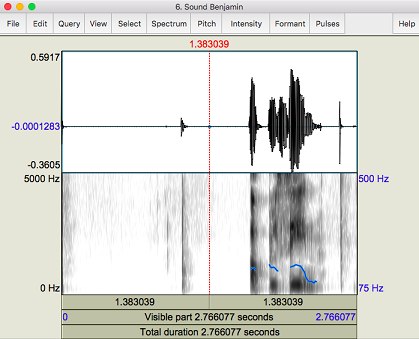 6. Sound Benjamin
File Edit Query View Select Spectrum Pitch Intensity Formant Pulses Help
1.383039
0.5917
-0.0001283
-0.3605
5000 Hz 500 Hz
0 Hz 75 Hz
1.383039 1.383039
0 Visible part 2.766077 seconds 2.766077
Total duration 2.766077 seconds